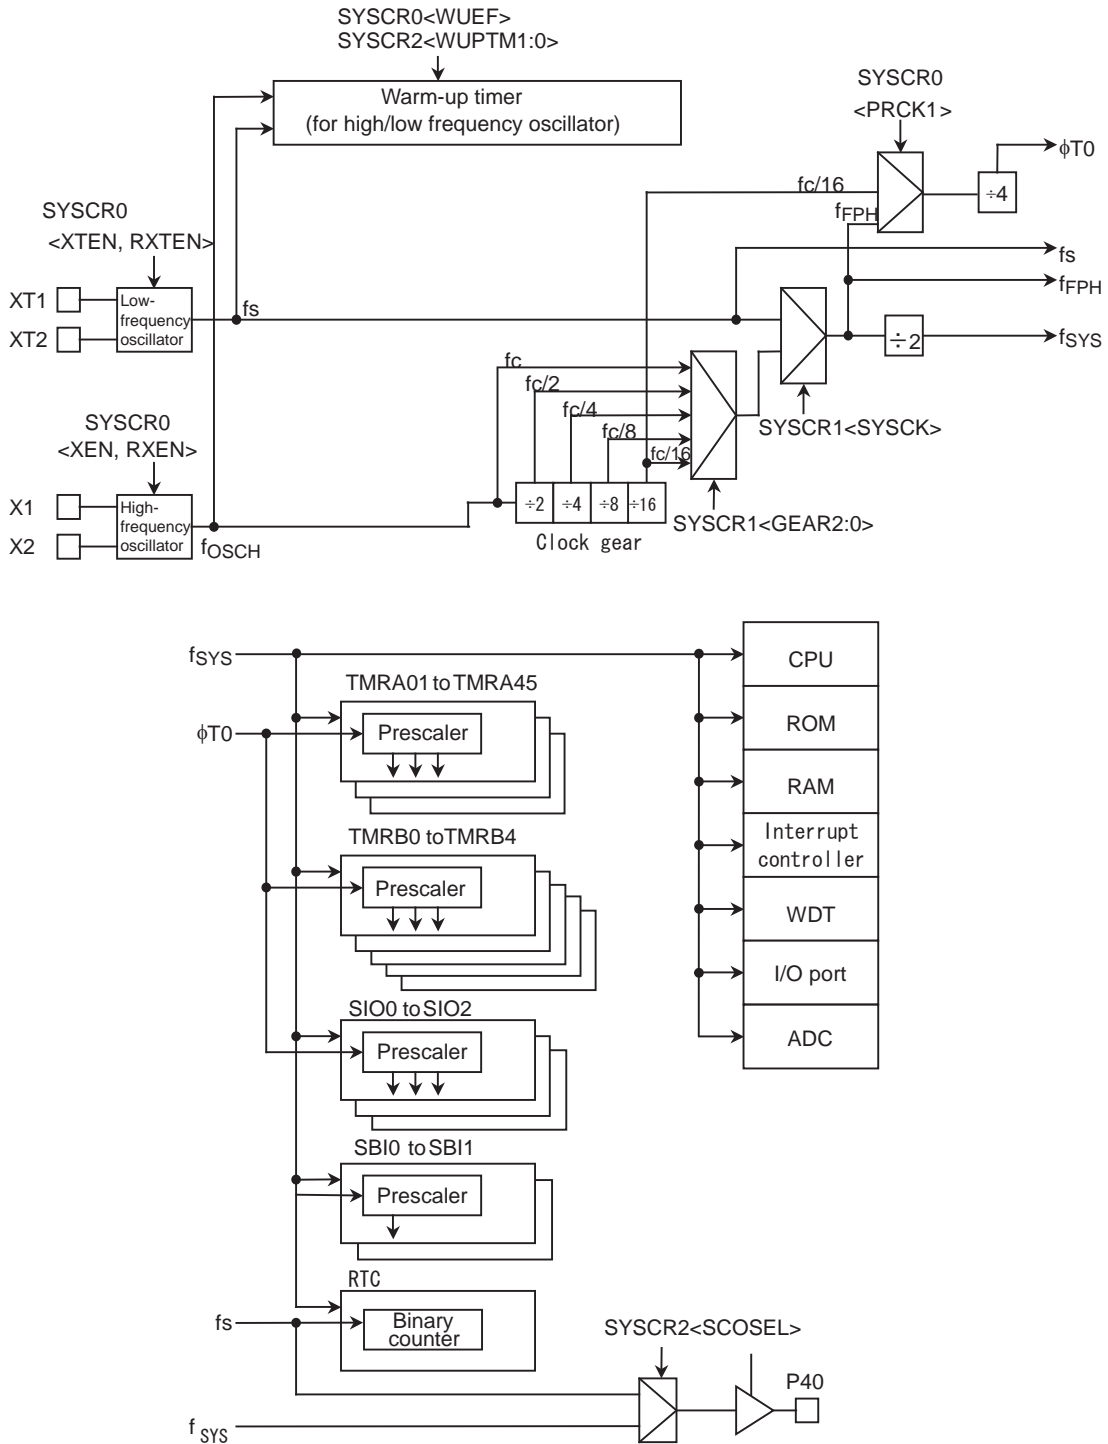 SYSCR0<WUEF>
SYSCR2<WUPTM1:0>
Warm-up timer
(for high/low frequency oscillator)
SYSCR0
<PRCK1>
ϕT0
fc/16
÷4
fFPH
SYSCR0
<XTEN, RXTEN>
fs
fFPH
XT1
XT2
Low-
frequency
oscillator
fs
÷2
fSYS
fc
fc/2
fc/4
fc/8
fc/16
SYSCR1<SYSCK>
SYSCR0
<XEN, RXEN>
X1
X2
High-
frequency
oscillator
fOSCH
÷2
÷4
÷8
÷16
Clock gear
SYSCR1<GEAR2:0>
fSYS
CPU
ROM
RAM
Interrupt
controller
WDT
I/O port
ADC
TMRA01 to TMRA45
ϕT0
Prescaler
TMRB0 to TMRB4
Prescaler
SIO0 to SIO2
Prescaler
SBI0 to SBI1
Prescaler
RTC
fs
Binary
counter
SYSCR2<SCOSEL>
P40
fSYS